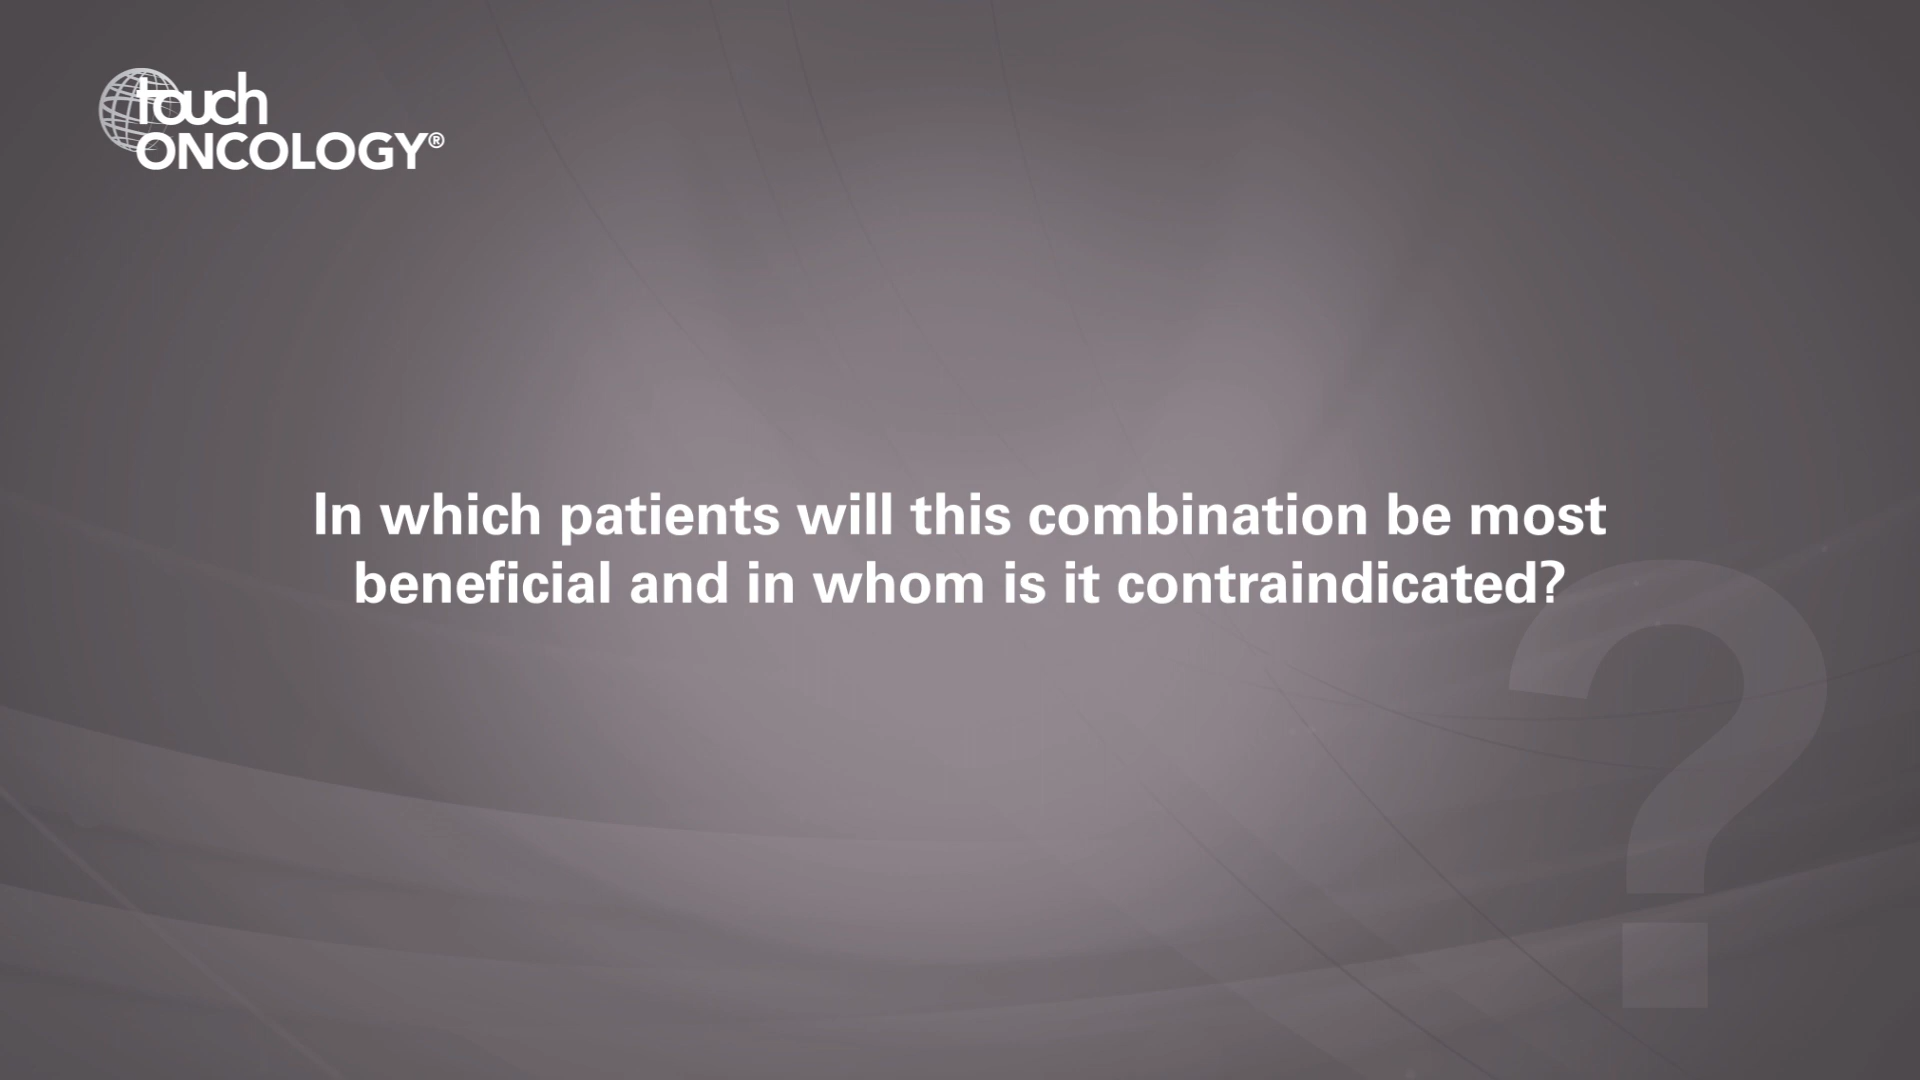 touch
ONCOLOGY®
In which patients will this combination be most
beneficial and in whom is it contraindicated?
?